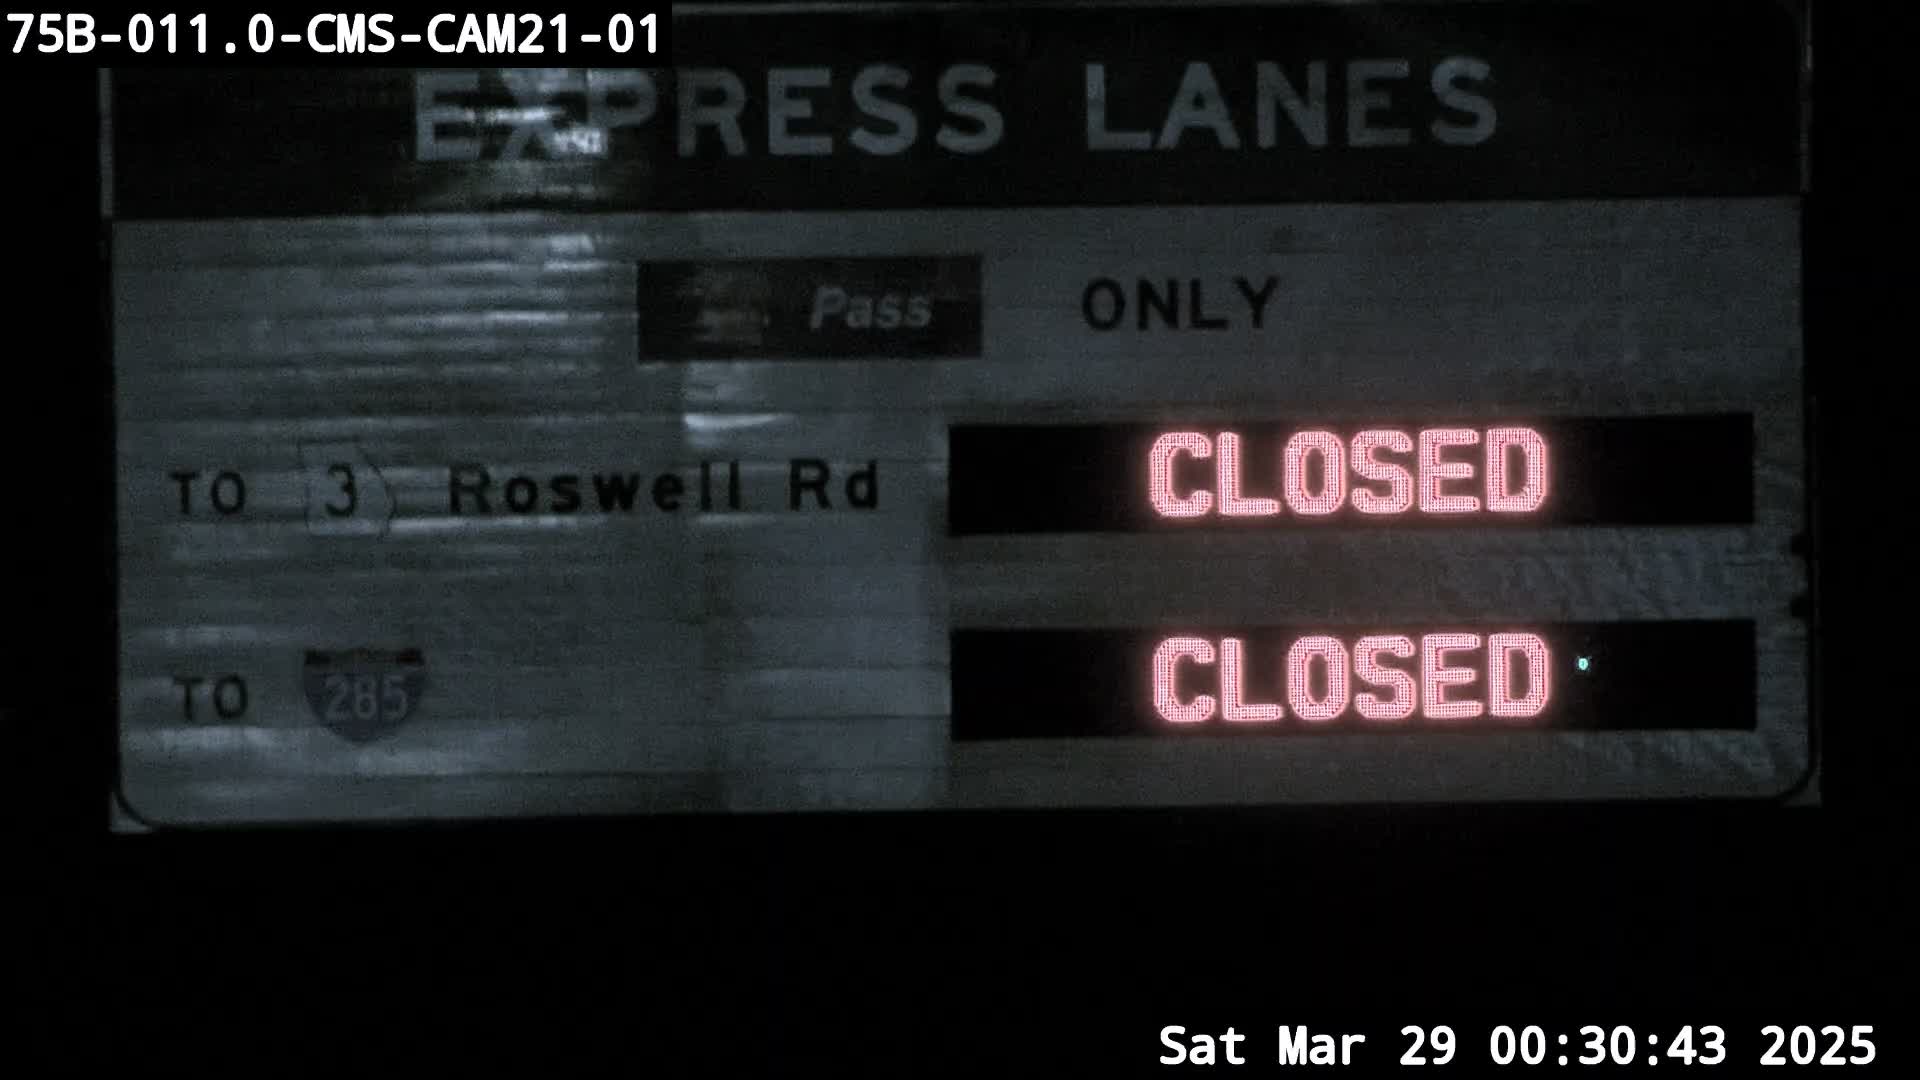 75B-011.0-CMS-CAM21-01
EXPRESS LANES
Pass ONLY
TO 3 Roswell Rd CLOSED
TO 285 CLOSED
Sat Mar 29 00:30:43 2025